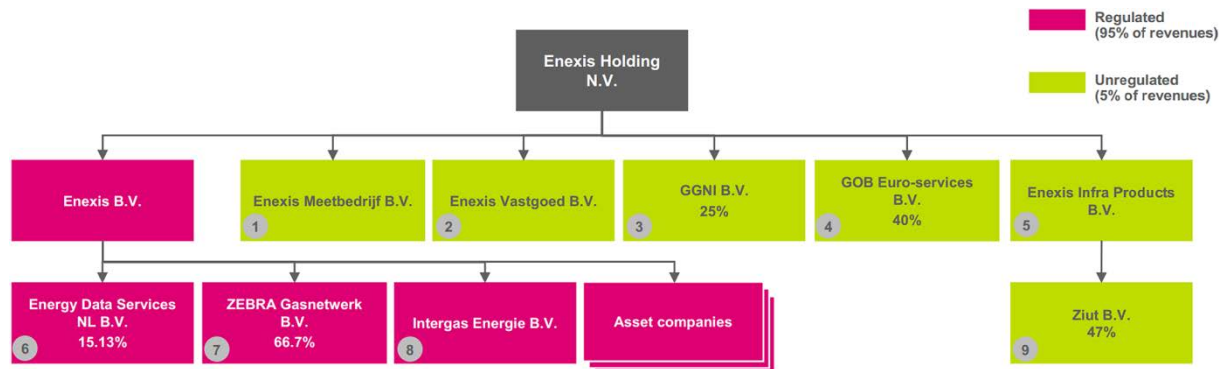 Regulated
(95% of revenues)
Enexis Holding
N.V.
Unregulated
(5% of revenues)
Enexis B.V.
Enexis Meetbedrijf B.V.
1
Enexis Vastgoed B.V.
2
GGNI B.V.
25%
3
GOB Euro-services
B.V.
40%
4
Enexis Infra Products
B.V.
5
Energy Data Services
NL B.V.
15.13%
6
ZEBRA Gasnetwerk
B.V.
66.7%
7
Intergas Energie B.V.
8
Asset companies
Ziut B.V.
47%
9